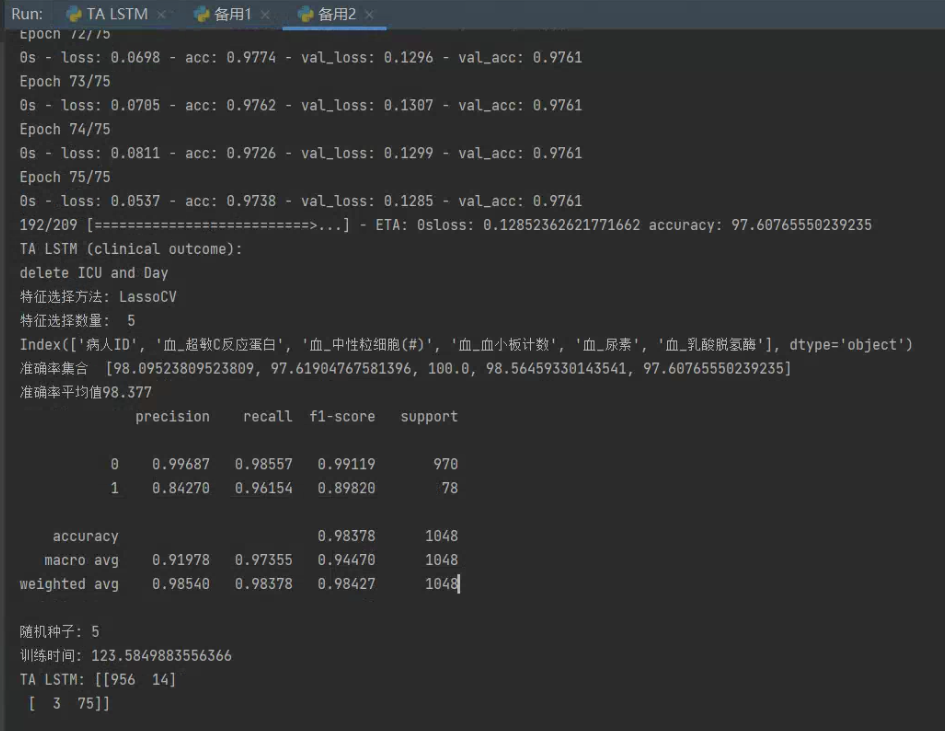 Run: TA LSTM × 备用1 × 备用2 ×
Epoch 72/75
0s - loss: 0.0698 - acc: 0.9774 - val_loss: 0.1296 - val_acc: 0.9761
Epoch 73/75
0s - loss: 0.0705 - acc: 0.9762 - val_loss: 0.1307 - val_acc: 0.9761
Epoch 74/75
0s - loss: 0.0811 - acc: 0.9726 - val_loss: 0.1299 - val_acc: 0.9761
Epoch 75/75
0s - loss: 0.0537 - acc: 0.9738 - val_loss: 0.1285 - val_acc: 0.9761
192/209 [==========================>...] - ETA: 0sloss: 0.12852362621771662 accuracy: 97.60765550239235
TA LSTM (clinical outcome):
delete ICU and Day
特征选择方法: LassoCV
特征选择数量: 5
Index(['病人ID', '血_超敏C反应蛋白', '血_中性粒细胞(#)', '血_血小板计数', '血_尿素', '血_乳酸脱氢酶'], dtype='object')
准确率集合 [98.09523809523809, 97.61904767581396, 100.0, 98.56459330143541, 97.60765550239235]
准确率平均值98.377
precision recall f1-score support
0 0.99687 0.98557 0.99119 970
1 0.84270 0.96154 0.89820 78
accuracy 0.98378 1048
macro avg 0.91978 0.97355 0.94470 1048
weighted avg 0.98540 0.98378 0.98427 1048
随机种子: 5
训练时间: 123.5849883556366
TA LSTM: [[956 14]
[ 3 75]]